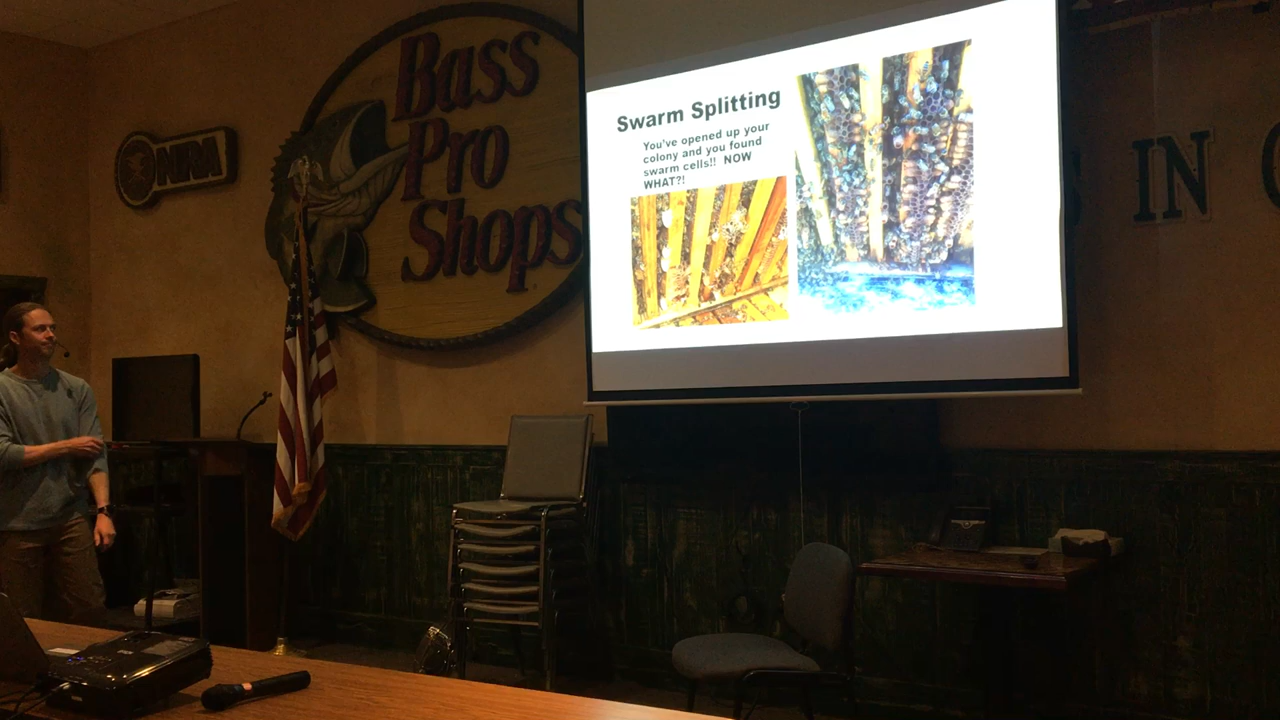 NRA
Bass
Pro
Shops
Swarm Splitting
You've opened up your
colony and you found
swarm cells!! NOW
WHAT?!
IN